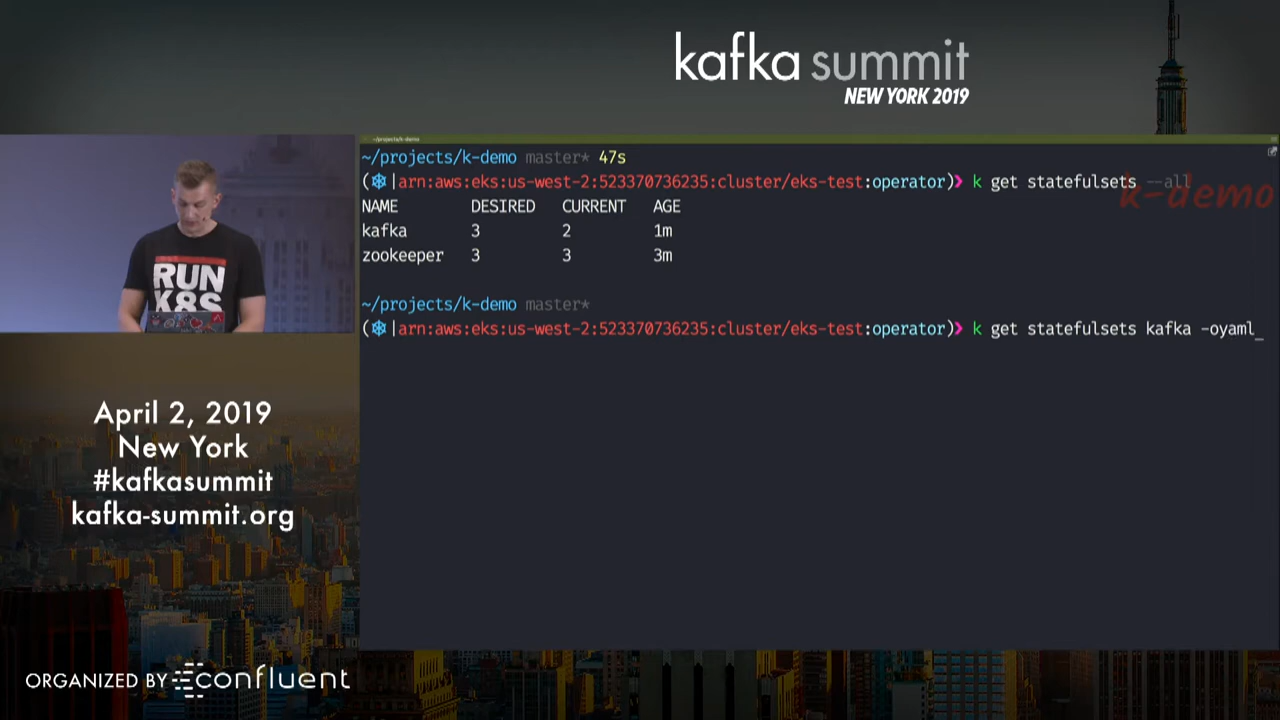 kafka summit
NEW YORK 2019
~/projects/k-demo
~/projects/k-demo master* 47s
(⎈|arn:aws:eks:us-west-2:523370736235:cluster/eks-test:operator)❯ k get statefulsets --all
k-demo
NAME DESIRED CURRENT AGE
kafka 3 2 1m
zookeeper 3 3 3m
~/projects/k-demo master*
(⎈|arn:aws:eks:us-west-2:523370736235:cluster/eks-test:operator)❯ k get statefulsets kafka -oyaml_
RUN
K8S
April 2, 2019
New York
#kafkasummit
kafka-summit.org
ORGANIZED BY confluent